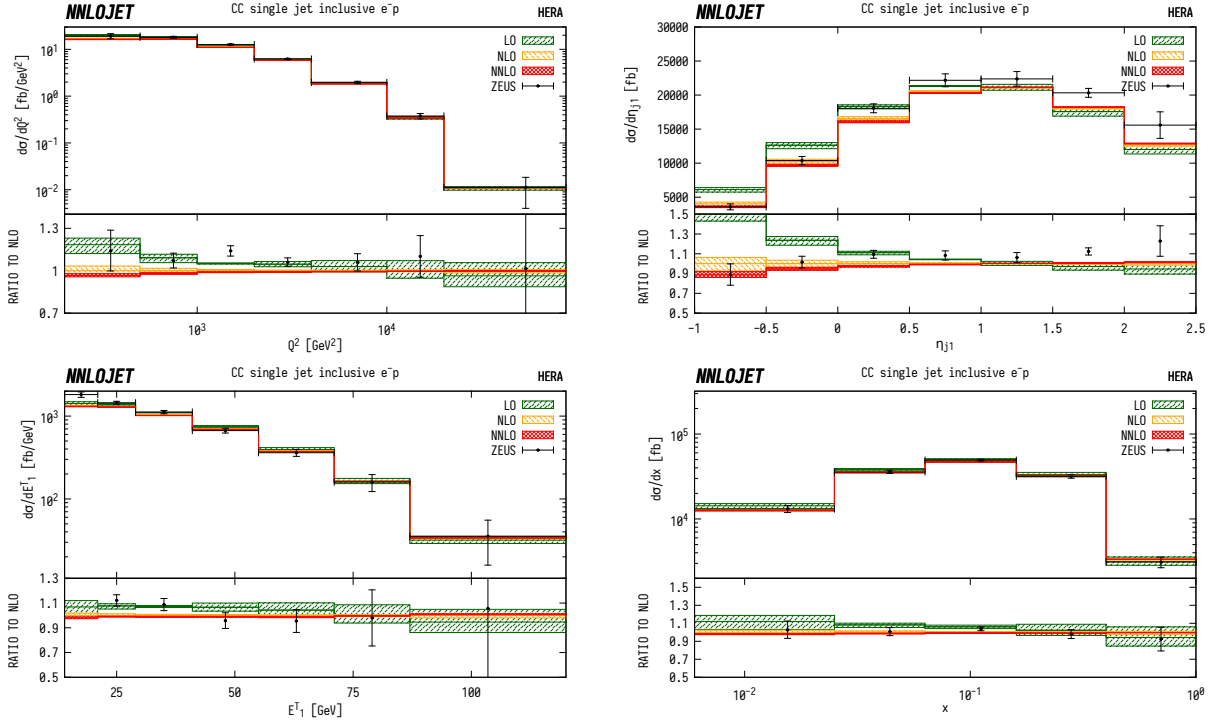 NNLOJET CC single jet inclusive e⁻p HERA
LO
NLO
NNLO
ZEUS
dσ/dQ² [fb/GeV²]
10¹
10⁰
10⁻¹
10⁻²
RATIO TO NLO
1.3
1
0.7
10³ 10⁴
Q² [GeV²]
NNLOJET CC single jet inclusive e⁻p HERA
LO
NLO
NNLO
ZEUS
dσ/dη_j1 [fb]
30000
25000
20000
15000
10000
5000
RATIO TO NLO
1.5
1.3
1.1
0.9
0.7
0.5
-1 -0.5 0 0.5 1 1.5 2 2.5
η_j1
NNLOJET CC single jet inclusive e⁻p HERA
LO
NLO
NNLO
ZEUS
dσ/dE^T_1 [fb/GeV]
10³
10²
RATIO TO NLO
1.3
1.1
0.9
0.7
0.5
25 50 75 100
E^T_1 [GeV]
NNLOJET CC single jet inclusive e⁻p HERA
LO
NLO
NNLO
ZEUS
dσ/dx [fb]
10⁵
10⁴
RATIO TO NLO
1.5
1.3
1.1
0.9
0.7
0.5
10⁻² 10⁻¹ 10⁰
x